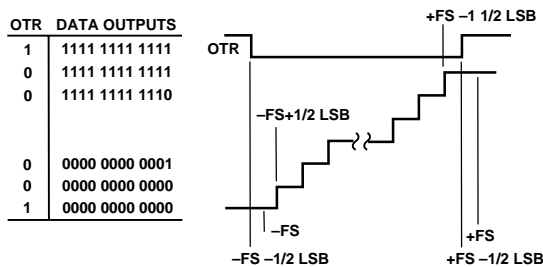 OTR DATA OUTPUTS
1 1111 1111 1111
0 1111 1111 1111
0 1111 1111 1110
0 0000 0000 0001
0 0000 0000 0000
1 0000 0000 0000
+FS –1 1/2 LSB
OTR
–FS+1/2 LSB
–FS
+FS
–FS –1/2 LSB
+FS –1/2 LSB